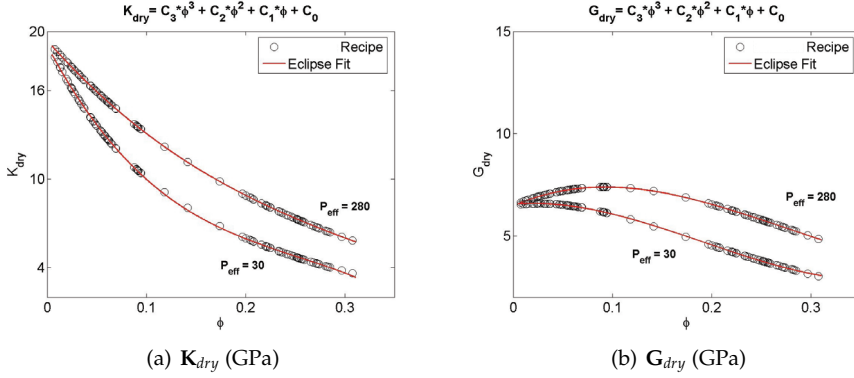 K_dry = C_3*ϕ^3 + C_2*ϕ^2 + C_1*ϕ + C_0
20
16
10
4
K_dry
Recipe
Eclipse Fit
P_eff = 280
P_eff = 30
0
0.1
0.2
0.3
ϕ
(a) K_dry (GPa)
G_dry = C_3*ϕ^3 + C_2*ϕ^2 + C_1*ϕ + C_0
15
10
5
G_dry
Recipe
Eclipse Fit
P_eff = 280
P_eff = 30
0
0.1
0.2
0.3
ϕ
(b) G_dry (GPa)